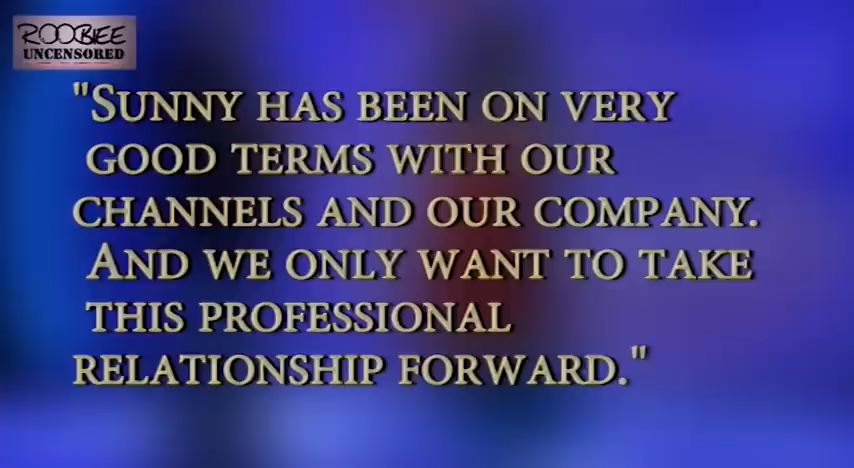 ROOBIEE
UNCENSORED
"SUNNY HAS BEEN ON VERY
GOOD TERMS WITH OUR
CHANNELS AND OUR COMPANY.
AND WE ONLY WANT TO TAKE
THIS PROFESSIONAL
RELATIONSHIP FORWARD."